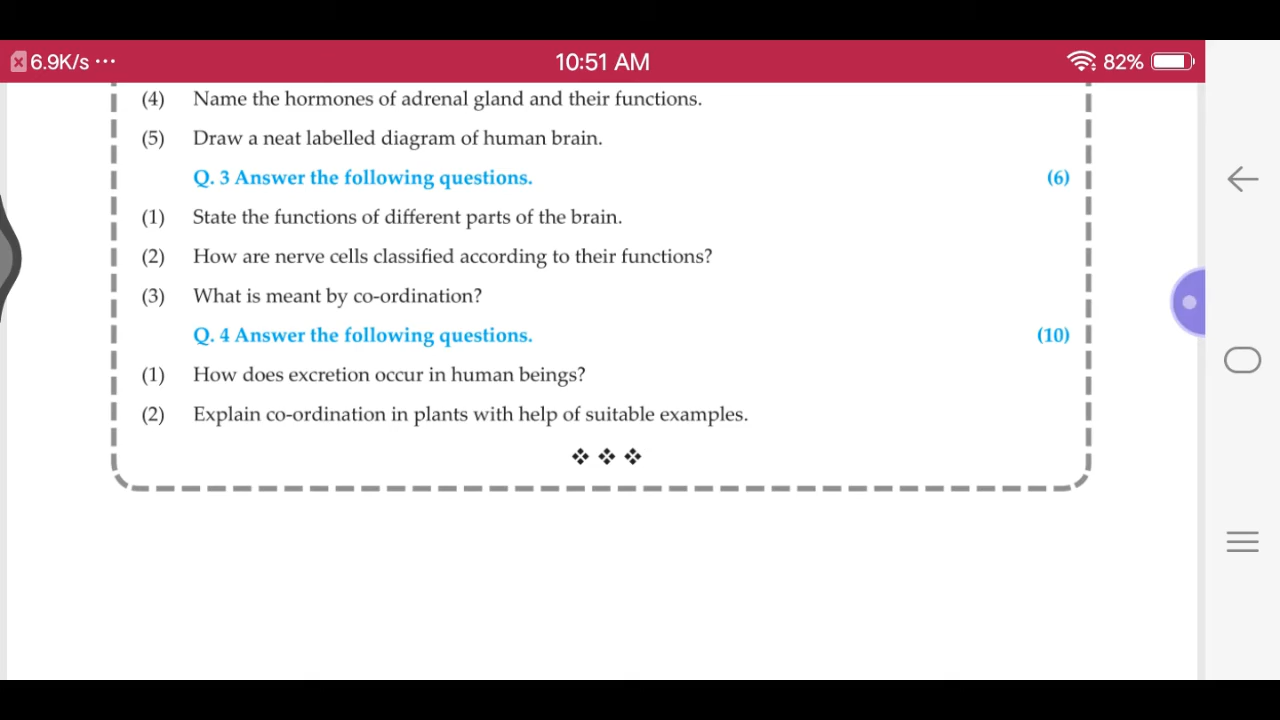 6.9K/s ...
10:51 AM
82%
(4) Name the hormones of adrenal gland and their functions.
(5) Draw a neat labelled diagram of human brain.
Q. 3 Answer the following questions. (6)
(1) State the functions of different parts of the brain.
(2) How are nerve cells classified according to their functions?
(3) What is meant by co-ordination?
Q. 4 Answer the following questions. (10)
(1) How does excretion occur in human beings?
(2) Explain co-ordination in plants with help of suitable examples.